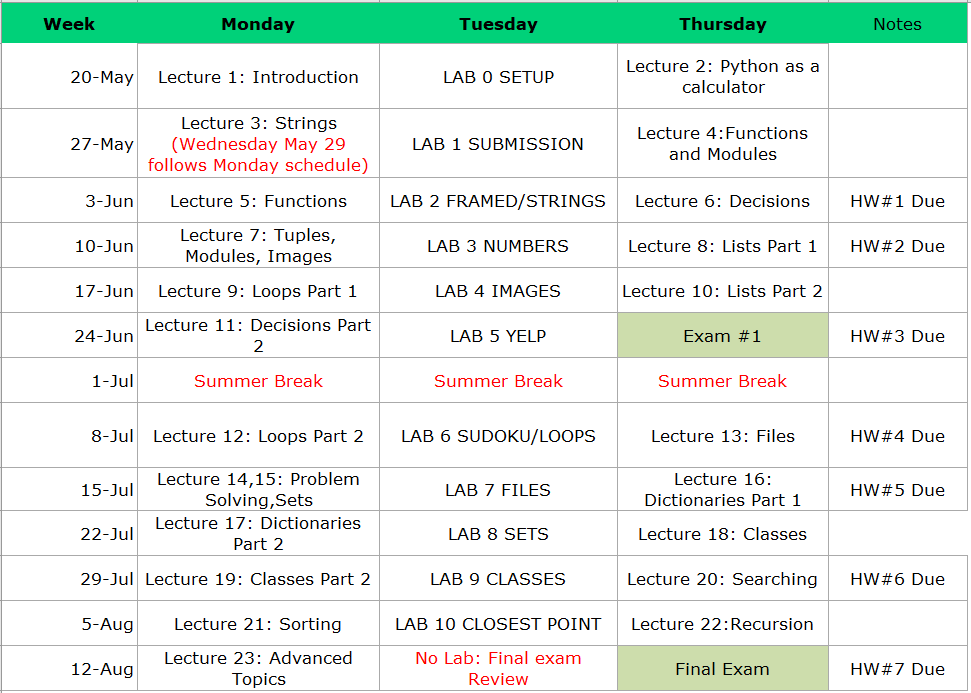 Week Monday Tuesday Thursday Notes
20-May Lecture 1: Introduction LAB 0 SETUP Lecture 2: Python as a
calculator
27-May Lecture 3: Strings
(Wednesday May 29
follows Monday schedule) LAB 1 SUBMISSION Lecture 4:Functions
and Modules
3-Jun Lecture 5: Functions LAB 2 FRAMED/STRINGS Lecture 6: Decisions HW#1 Due
10-Jun Lecture 7: Tuples,
Modules, Images LAB 3 NUMBERS Lecture 8: Lists Part 1 HW#2 Due
17-Jun Lecture 9: Loops Part 1 LAB 4 IMAGES Lecture 10: Lists Part 2
24-Jun Lecture 11: Decisions Part
2 LAB 5 YELP Exam #1 HW#3 Due
1-Jul Summer Break Summer Break Summer Break
8-Jul Lecture 12: Loops Part 2 LAB 6 SUDOKU/LOOPS Lecture 13: Files HW#4 Due
15-Jul Lecture 14,15: Problem
Solving,Sets LAB 7 FILES Lecture 16:
Dictionaries Part 1 HW#5 Due
22-Jul Lecture 17: Dictionaries
Part 2 LAB 8 SETS Lecture 18: Classes
29-Jul Lecture 19: Classes Part 2 LAB 9 CLASSES Lecture 20: Searching HW#6 Due
5-Aug Lecture 21: Sorting LAB 10 CLOSEST POINT Lecture 22:Recursion
12-Aug Lecture 23: Advanced
Topics No Lab: Final exam
Review Final Exam HW#7 Due